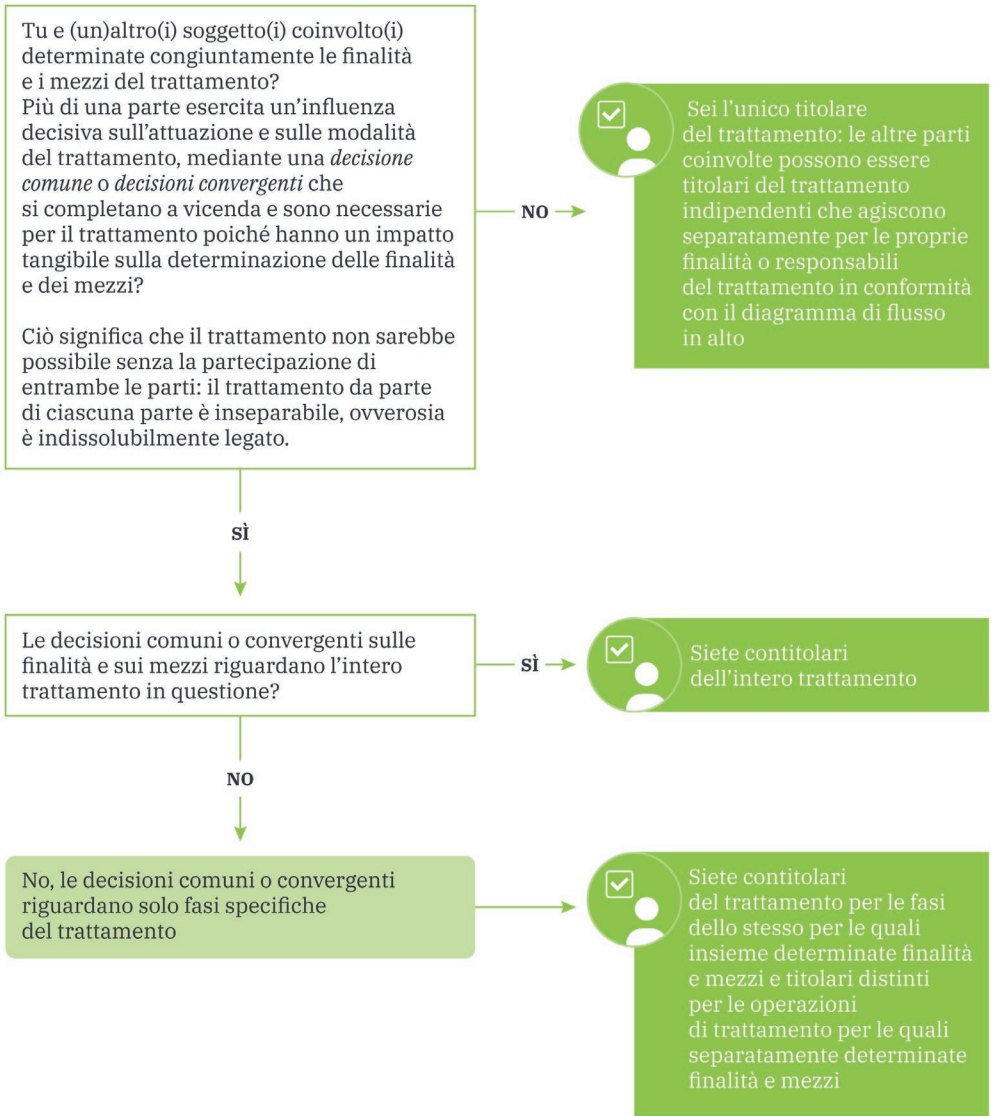 Tu e (un)altro(i) soggetto(i) coinvolto(i)
determinate congiuntamente le finalità
e i mezzi del trattamento?
Più di una parte esercita un’influenza
decisiva sull’attuazione e sulle modalità
del trattamento, mediante una decisione
comune o decisioni convergenti che
si completano a vicenda e sono necessarie
per il trattamento poiché hanno un impatto
tangibile sulla determinazione delle finalità
e dei mezzi?
Ciò significa che il trattamento non sarebbe
possibile senza la partecipazione di
entrambe le parti: il trattamento da parte
di ciascuna parte è inseparabile, ovverosia
è indissolubilmente legato.
NO
Sei l’unico titolare
del trattamento: le altre parti
coinvolte possono essere
titolari del trattamento
indipendenti che agiscono
separatamente per le proprie
finalità o responsabili
del trattamento in conformità
con il diagramma di flusso
in alto
SÌ
Le decisioni comuni o convergenti sulle
finalità e sui mezzi riguardano l’intero
trattamento in questione?
SÌ
Siete contitolari
dell’intero trattamento
NO
No, le decisioni comuni o convergenti
riguardano solo fasi specifiche
del trattamento
Siete contitolari
del trattamento per le fasi
dello stesso per le quali
insieme determinate finalità
e mezzi e titolari distinti
per le operazioni
di trattamento per le quali
separatamente determinate
finalità e mezzi